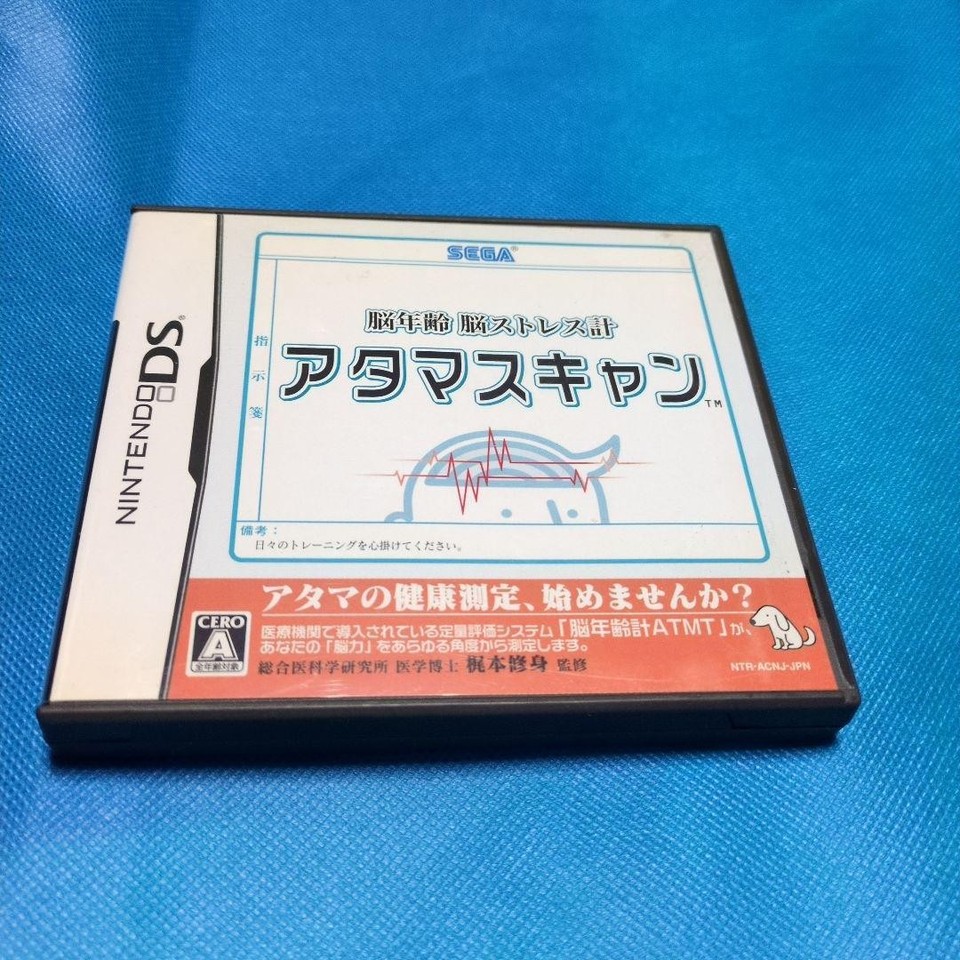 NINTENDO DS®
SEGA®
脳年齢 脳ストレス計
アタマスキャン™
指示箋
備考：
日々のトレーニングを心掛けてください。
アタマの健康測定、始めませんか？
医療機関で導入されている定量評価システム「脳年齢計ATMT」が、
あなたの「脳力」をあらゆる角度から測定します。
総合医科学研究所 医学博士 梶本修身 監修
CERO
A
全年齢対象
NTR-ACNJ-JPN